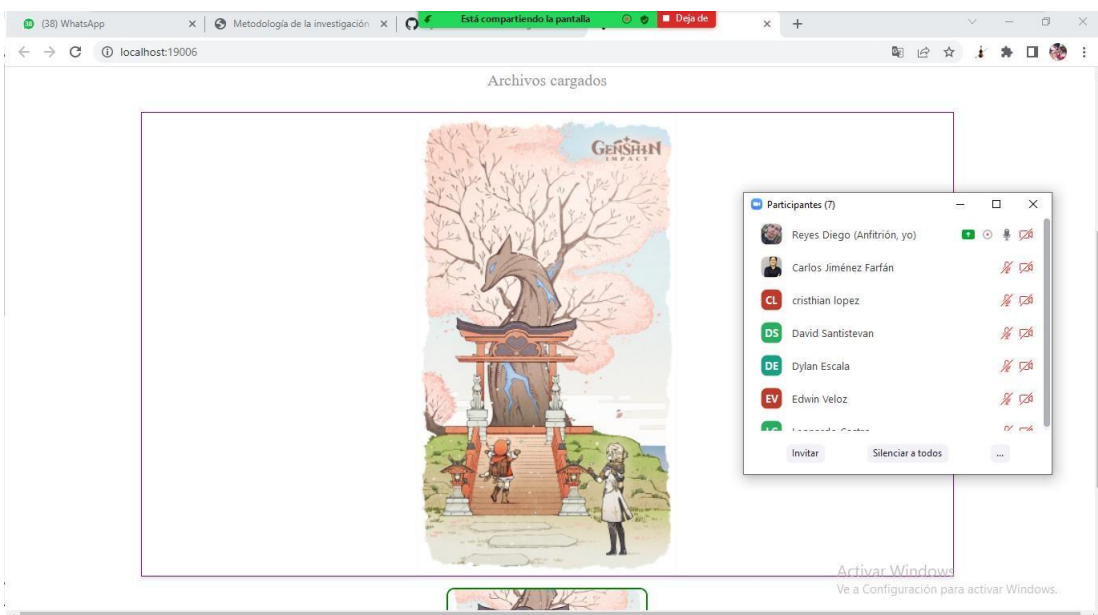 (38) WhatsApp
Metodología de la investigación
Está compartiendo la pantalla
Deja de
localhost:19006
Archivos cargados
GENSHIN
IMPACT
Participantes (7)
Reyes Diego (Anfitrión, yo)
Carlos Jiménez Farfán
CL cristhian lopez
DS David Santistevan
DE Dylan Escala
EV Edwin Veloz
Invitar Silenciar a todos ...
Activar Windows
Ve a Configuración para activar Windows.